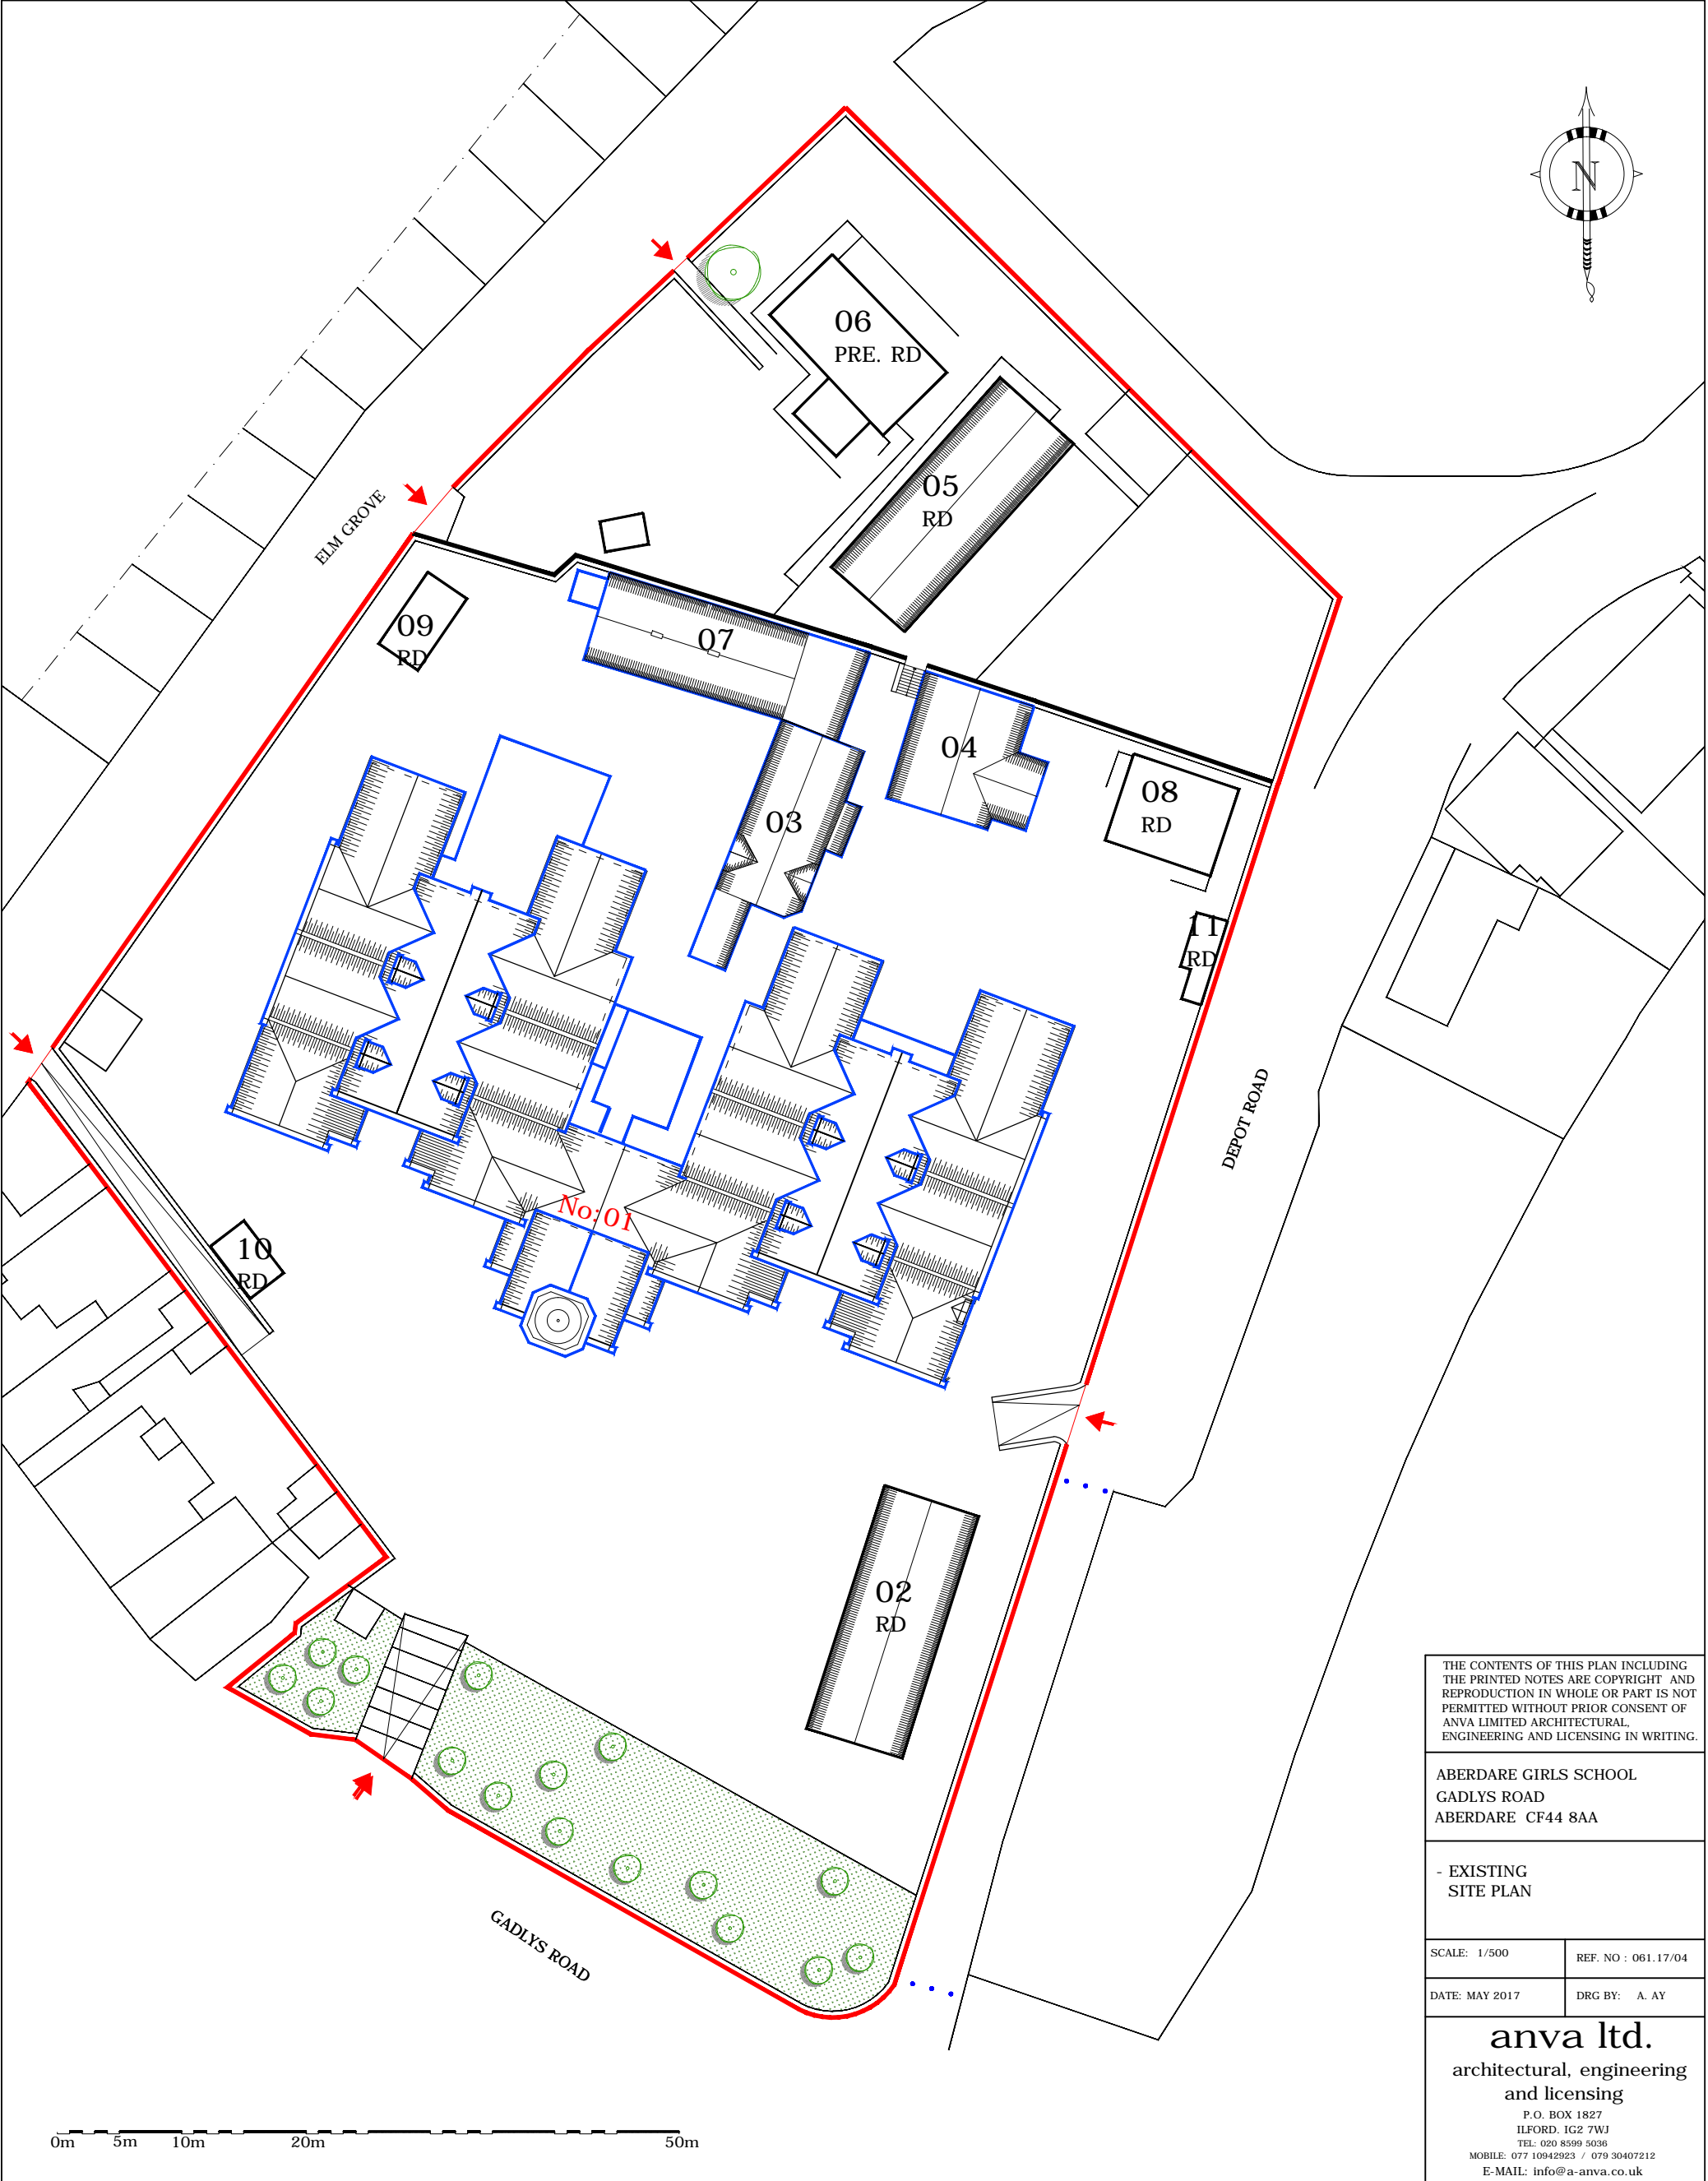 N
06
PRE. RD
05
RD
ELM GROVE
09
RD
07
04
08
RD
03
11
RD
DEPOT ROAD
No:01
10
RD
02
RD
GADLYS ROAD
0m 5m 10m 20m 50m
THE CONTENTS OF THIS PLAN INCLUDING
THE PRINTED NOTES ARE COPYRIGHT AND
REPRODUCTION IN WHOLE OR PART IS NOT
PERMITTED WITHOUT PRIOR CONSENT OF
ANVA LIMITED ARCHITECTURAL,
ENGINEERING AND LICENSING IN WRITING.
ABERDARE GIRLS SCHOOL
GADLYS ROAD
ABERDARE CF44 8AA
- EXISTING
SITE PLAN
SCALE: 1/500
REF. NO : 061.17/04
DATE: MAY 2017
DRG BY: A. AY
anva ltd.
architectural, engineering
and licensing
P.O. BOX 1827
ILFORD. IG2 7WJ
TEL: 020 8599 5036
MOBILE: 077 10942923 / 079 30407212
E-MAIL: info@a-anva.co.uk